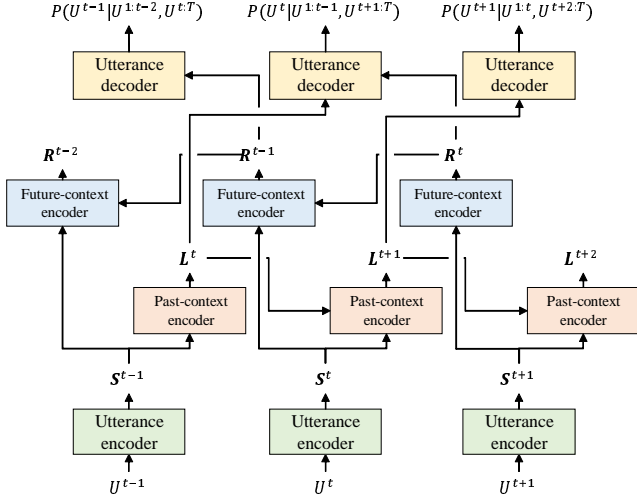 P(U^{t-1}|U^{1:t-2}, U^{t:T}) P(U^t|U^{1:t-1}, U^{t+1:T}) P(U^{t+1}|U^{1:t}, U^{t+2:T})
Utterance decoder
Utterance decoder
Utterance decoder
R^{t-2} R^{t-1} R^t
Future-context encoder
Future-context encoder
Future-context encoder
L^t L^{t+1} L^{t+2}
Past-context encoder
Past-context encoder
Past-context encoder
S^{t-1} S^t S^{t+1}
Utterance encoder
Utterance encoder
Utterance encoder
U^{t-1} U^t U^{t+1}